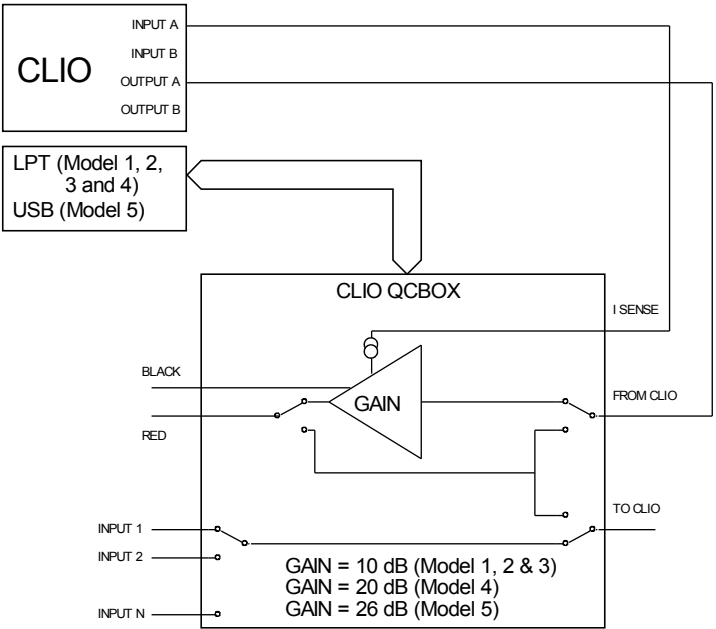 INPUT A
INPUT B
CLIO
OUTPUT A
OUTPUT B
LPT (Model 1, 2,
3 and 4)
USB (Model 5)
CLIO QCBOX
I SENSE
BLACK
GAIN
FROM CLIO
RED
TO CLIO
INPUT 1
INPUT 2
INPUT N
GAIN = 10 dB (Model 1, 2 & 3)
GAIN = 20 dB (Model 4)
GAIN = 26 dB (Model 5)